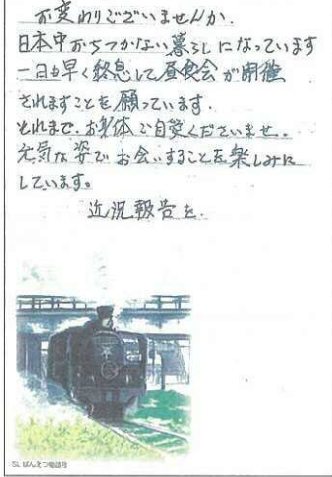 お変わりございませんか.
日本中おちつかない暮らしになっています
一日も早く終息して昼食会が開催
されますことを願っています.
それまで、お身体ご自愛くださいませ.
元気な姿でお会いすることを楽しみに
しています。
近況報告を.
SL ばんえつ物語号